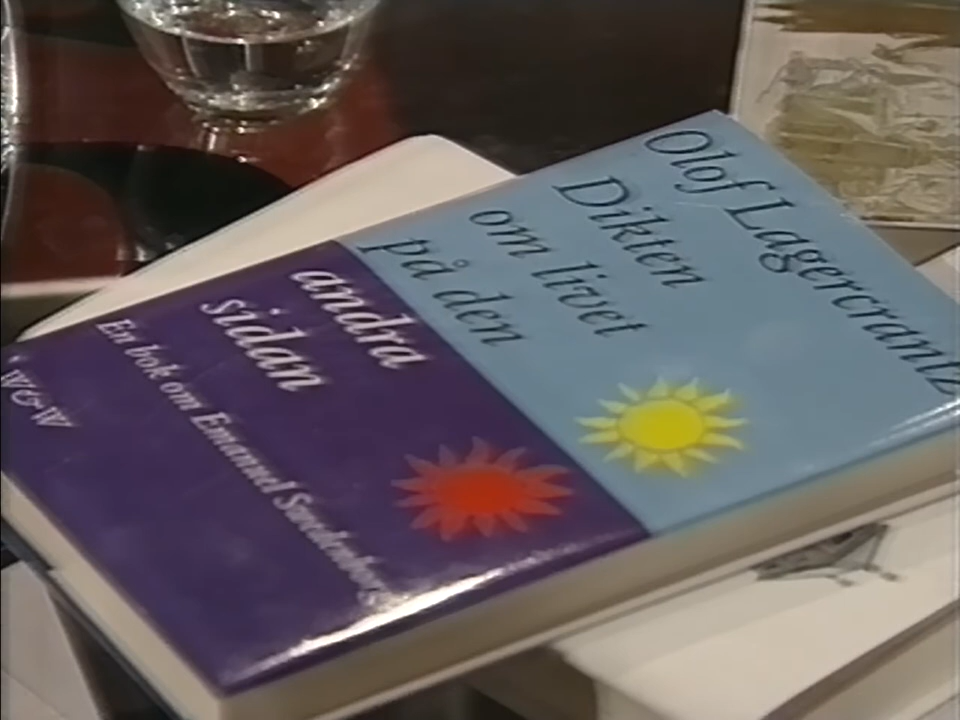 Olof Lagercrantz
Dikten
om livet
på den
andra
sidan
En bok om Emanuel Swedenborg
W&W